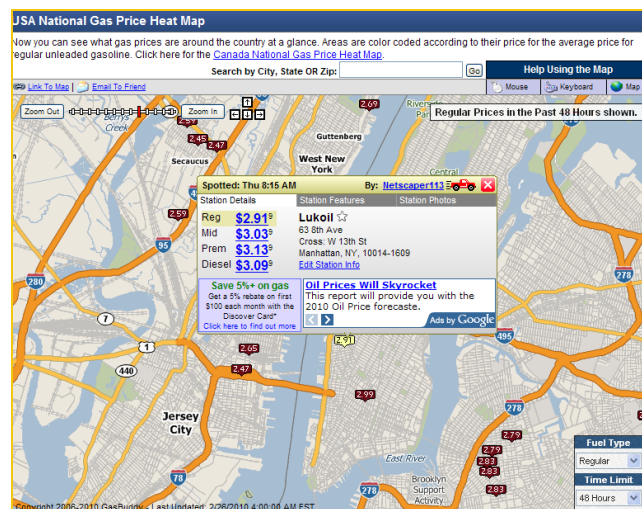 USA National Gas Price Heat Map
Now you can see what gas prices are around the country at a glance. Areas are color coded according to their price for the average price for
regular unleaded gasoline. Click here for the Canada National Gas Price Heat Map.
Search by City, State OR Zip: Go
Help Using the Map
Link To Map | Email To Friend
Mouse Keyboard Map
Zoom Out Zoom In
Regular Prices in the Past 48 Hours shown.
Berrys
Creek
2.69
Riverside
2.59
2.45 2.47
Guttenberg
Secaucus
West New
York
Central
Spotted: Thu 8:15 AM By: Netscaper113
Station Details Station Features Station Photos
Reg $2.919
Mid $3.039
Prem $3.139
Diesel $3.099
Lukoil
63 8th Ave
Cross: W 13th St
Manhattan, NY, 10014-1609
Edit Station Info
Save 5%+ on gas
Get a 5% rebate on first
$100 each month with the
Discover Card*
Click here to find out more
Oil Prices Will Skyrocket
This report will provide you with the
2010 Oil Price forecaste.
Ads by Google
2.59
95
280
7
1
2.91
495
2.65
2.47
440
2.99
278
Jersey
City
2.79
2.79
2.83
2.83
2.83
East River
78
278
278
Brooklyn
Support
Activity...
Fuel Type
Regular
Time Limit
48 Hours
Copyright 2006-2010 GasBuddy - Last Updated: 2/26/2010 4:00:00 AM EST